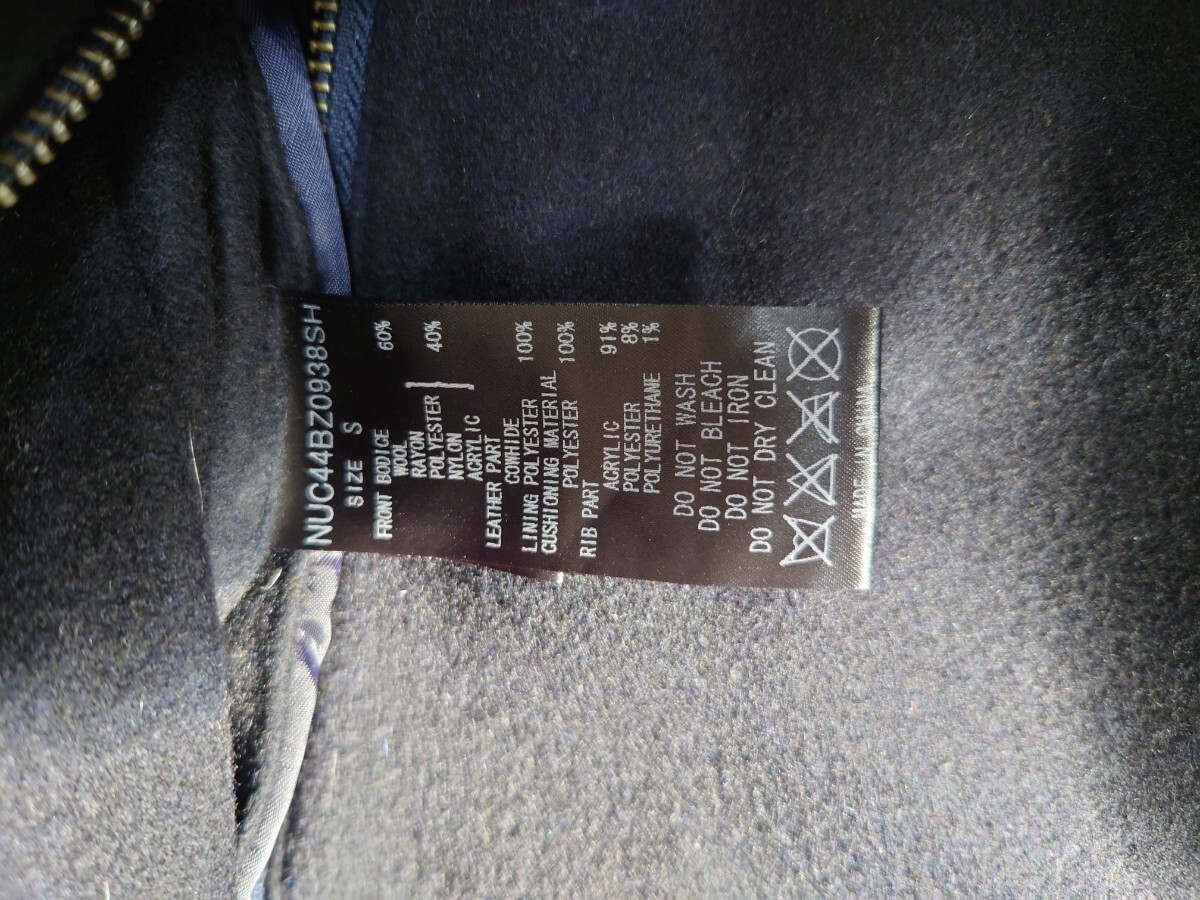 NUC44BZ0938SH
SIZE S
FRONT BODICE
WOOL 60%
RAYON
POLYESTER 40%
NYLON
ACRYLIC
LEATHER PART
COWHIDE
LINING POLYESTER 100%
CUSHIONING MATERIAL
POLYESTER 100%
RIB PART
ACRYLIC 91%
POLYESTER 8%
POLYURETHANE 1%
DO NOT WASH
DO NOT BLEACH
DO NOT IRON
DO NOT DRY CLEAN
MADE IN CHINA